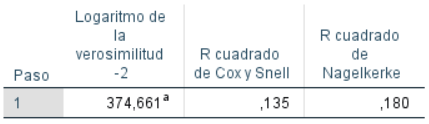 Logaritmo de
la
verosimilitud
-2
R cuadrado
de Cox y Snell
R cuadrado
de
Nagelkerke
Paso
1 374,661a ,135 ,180